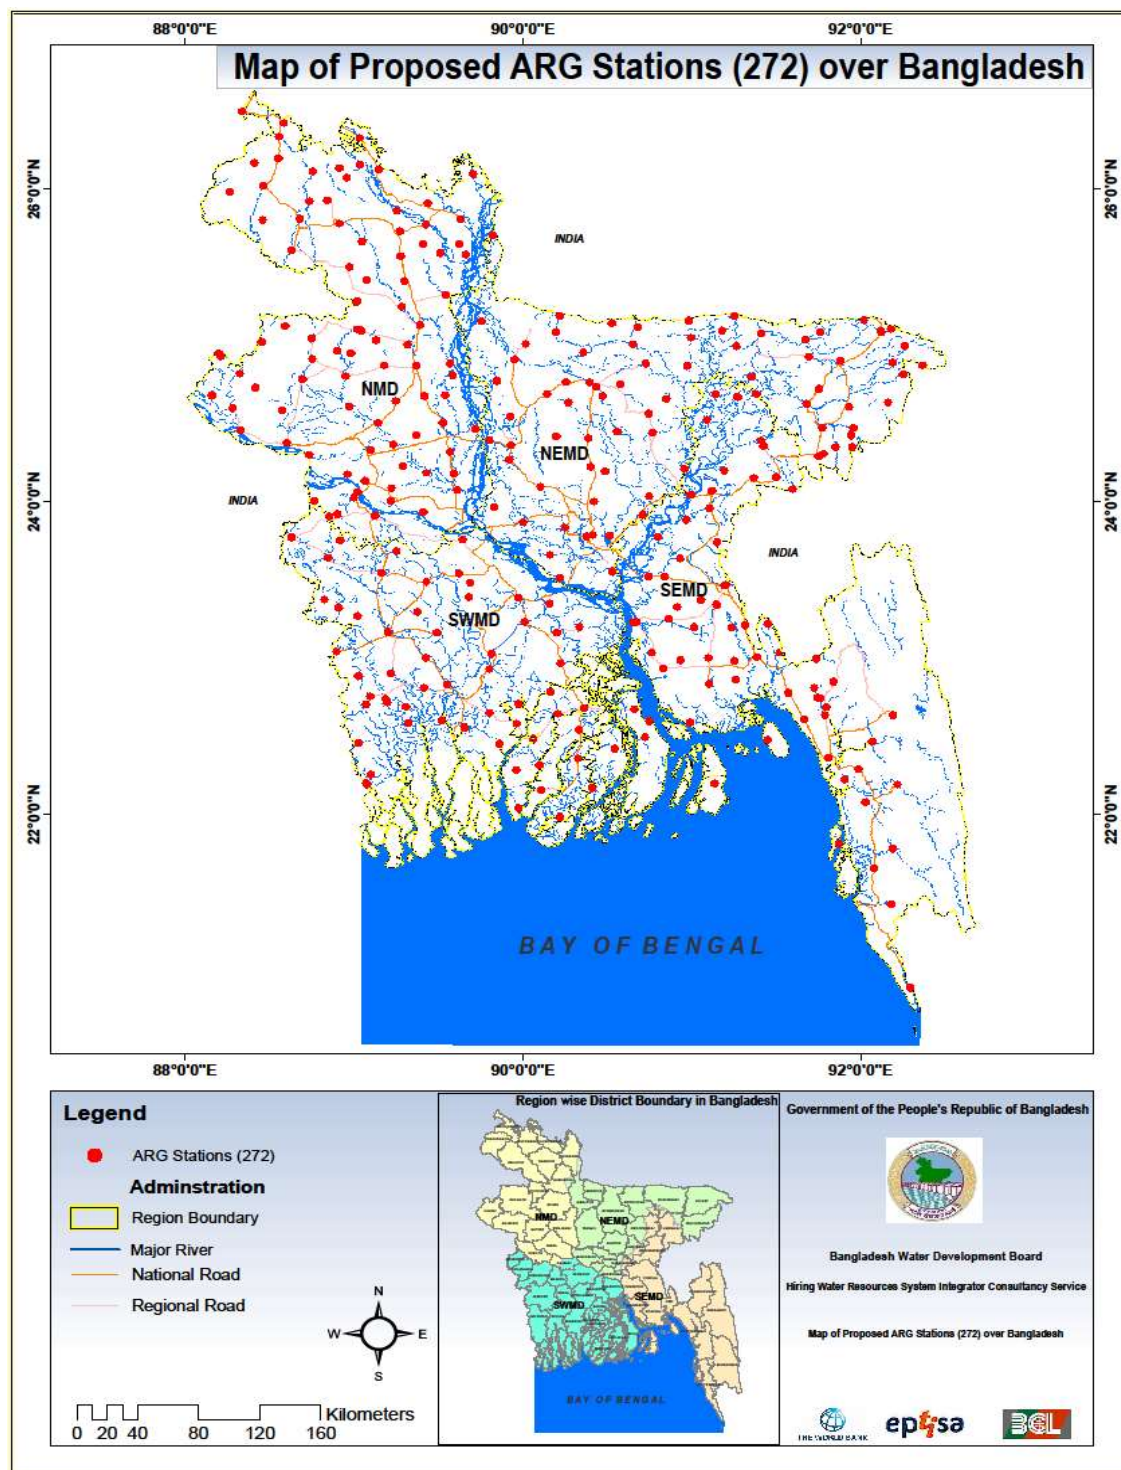 88°0'0"E 90°0'0"E 92°0'0"E
Map of Proposed ARG Stations (272) over Bangladesh
26°0'0"N 26°0'0"N
INDIA
NMD
NEMD
24°0'0"N 24°0'0"N
INDIA
INDIA
SEMD
SWMD
22°0'0"N 22°0'0"N
BAY OF BENGAL
88°0'0"E 90°0'0"E 92°0'0"E
Legend
ARG Stations (272)
Adminstration
Region Boundary
Major River
National Road
Regional Road
N
W E
S
Kilometers
0 20 40 80 120 160
Region wise District Boundary in Bangladesh
NMD
NEMD
SWMD
SEMD
BAY OF BENGAL
Government of the People's Republic of Bangladesh
Bangladesh Water Development Board
Hiring Water Resources System Integrator Consultancy Service
Map of Proposed ARG Stations (272) over Bangladesh
THE WORLD BANK
eptisa
BCL